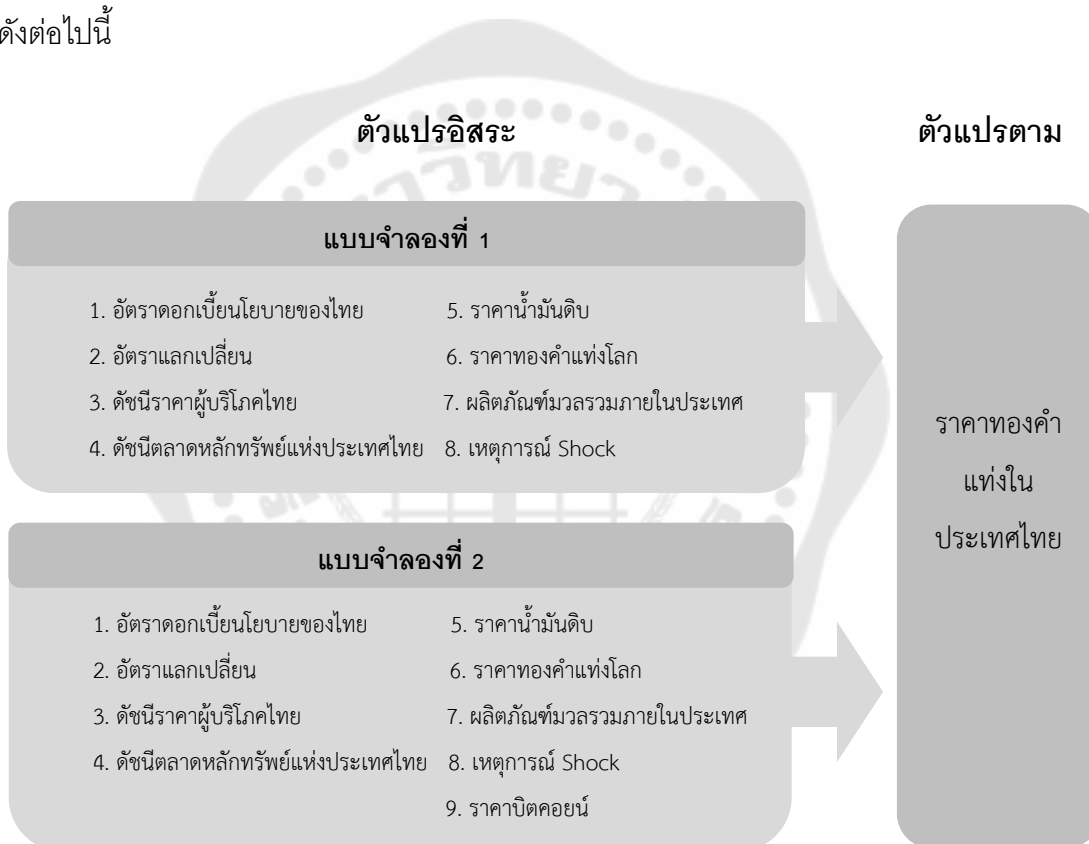 ดังต่อไปนี้
ตัวแปรอิสระ
ตัวแปรตาม
แบบจำลองที่ 1
1. อัตราดอกเบี้ยนโยบายของไทย
2. อัตราแลกเปลี่ยน
3. ดัชนีราคาผู้บริโภคไทย
4. ดัชนีตลาดหลักทรัพย์แห่งประเทศไทย
5. ราคาน้ำมันดิบ
6. ราคาทองคำแท่งโลก
7. ผลิตภัณฑ์มวลรวมภายในประเทศ
8. เหตุการณ์ Shock
แบบจำลองที่ 2
1. อัตราดอกเบี้ยนโยบายของไทย
2. อัตราแลกเปลี่ยน
3. ดัชนีราคาผู้บริโภคไทย
4. ดัชนีตลาดหลักทรัพย์แห่งประเทศไทย
5. ราคาน้ำมันดิบ
6. ราคาทองคำแท่งโลก
7. ผลิตภัณฑ์มวลรวมภายในประเทศ
8. เหตุการณ์ Shock
9. ราคาบิตคอยน์
ราคาทองคำ
แท่งใน
ประเทศไทย